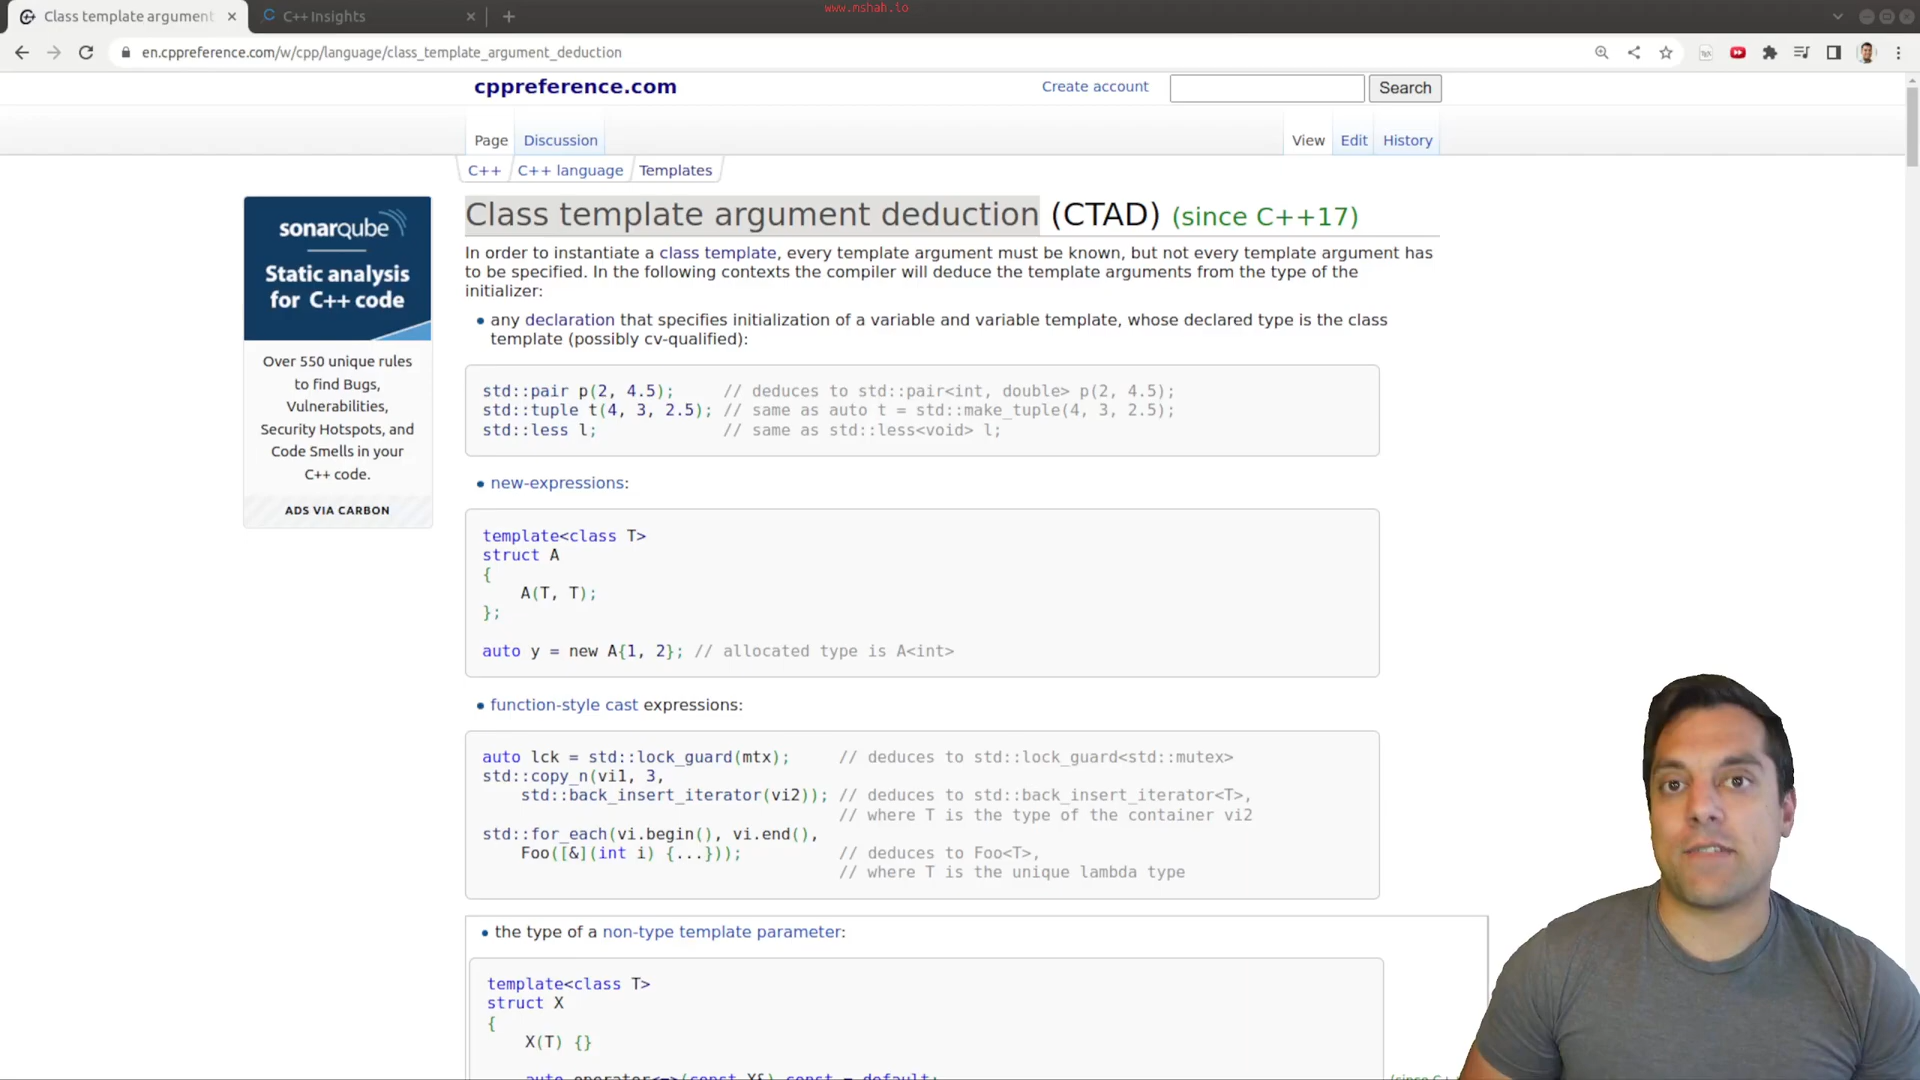 Class template argument
C++ Insights
www.mshah.io
en.cppreference.com/w/cpp/language/class_template_argument_deduction
cppreference.com
Create account
Search
Page
Discussion
View
Edit
History
C++
C++ language
Templates
Class template argument deduction (CTAD) (since C++17)
In order to instantiate a class template, every template argument must be known, but not every template argument has
to be specified. In the following contexts the compiler will deduce the template arguments from the type of the
initializer:
any declaration that specifies initialization of a variable and variable template, whose declared type is the class
template (possibly cv-qualified):
std::pair p(2, 4.5); // deduces to std::pair<int, double> p(2, 4.5);
std::tuple t(4, 3, 2.5); // same as auto t = std::make_tuple(4, 3, 2.5);
std::less l; // same as std::less<void> l;
new-expressions:
template<class T>
struct A
{
A(T, T);
};
auto y = new A{1, 2}; // allocated type is A<int>
function-style cast expressions:
auto lck = std::lock_guard(mtx); // deduces to std::lock_guard<std::mutex>
std::copy_n(vi1, 3,
std::back_insert_iterator(vi2)); // deduces to std::back_insert_iterator<T>,
// where T is the type of the container vi2
std::for_each(vi.begin(), vi.end(),
Foo([&](int i) {...})); // deduces to Foo<T>,
// where T is the unique lambda type
the type of a non-type template parameter:
template<class T>
struct X
{
X(T) {}
auto operator<=>(const X&) const = default;
sonarqube
Static analysis
for C++ code
Over 550 unique rules
to find Bugs,
Vulnerabilities,
Security Hotspots, and
Code Smells in your
C++ code.
ADS VIA CARBON